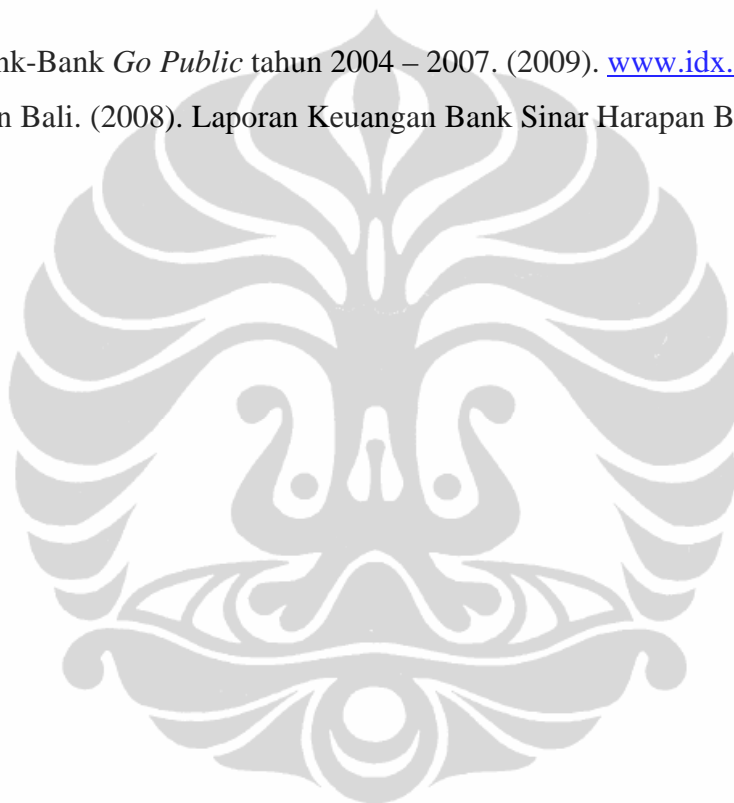 nk-Bank Go Public tahun 2004 – 2007. (2009). www.idx.
n Bali. (2008). Laporan Keuangan Bank Sinar Harapan B